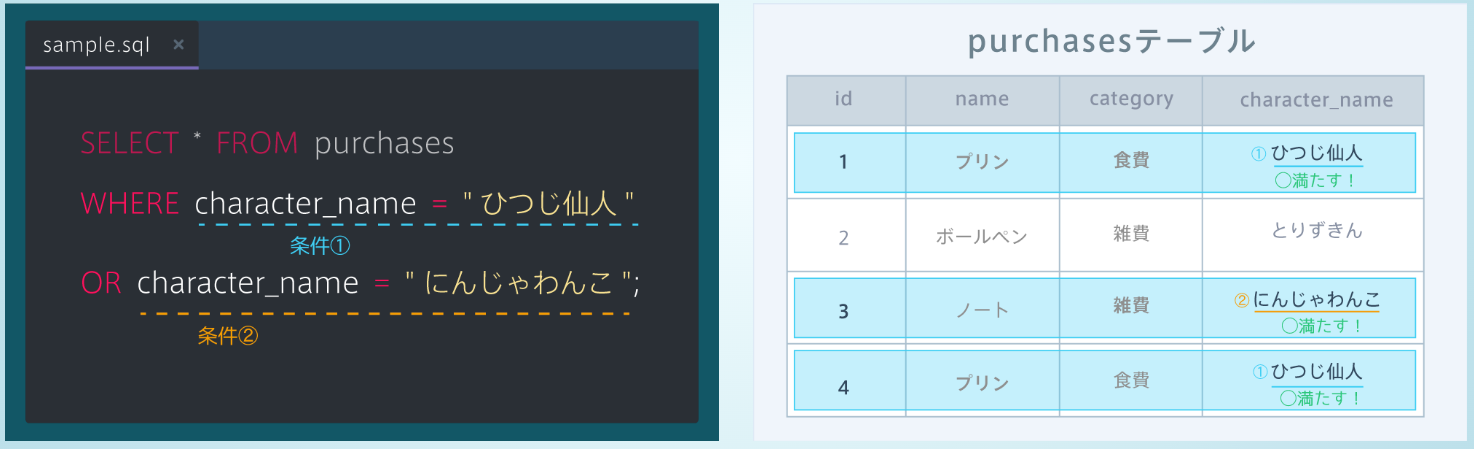 sample.sql ×
SELECT * FROM purchases
WHERE character_name = "ひつじ仙人"
条件①
OR character_name = "にんじゃわんこ";
条件②
purchasesテーブル
id name category character_name
1 プリン 食費 ①ひつじ仙人
○満たす！
2 ボールペン 雑費 とりずきん
3 ノート 雑費 ②にんじゃわんこ
○満たす！
4 プリン 食費 ①ひつじ仙人
○満たす！